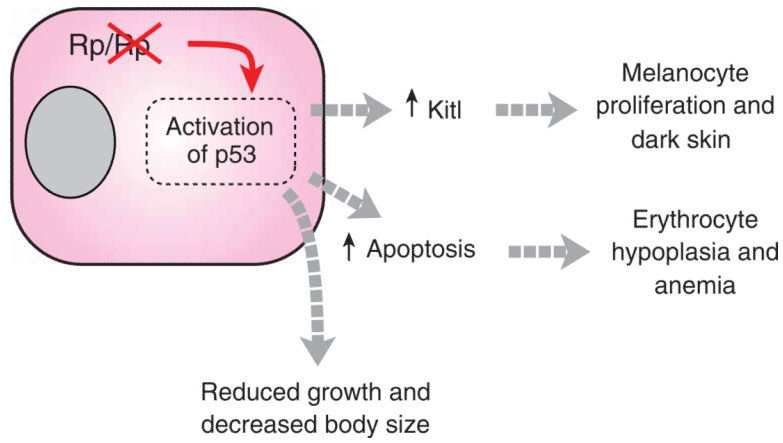 Rp/Rp
Activation
of p53
↑ Kitl
Melanocyte
proliferation and
dark skin
↑ Apoptosis
Erythrocyte
hypoplasia and
anemia
Reduced growth and
decreased body size